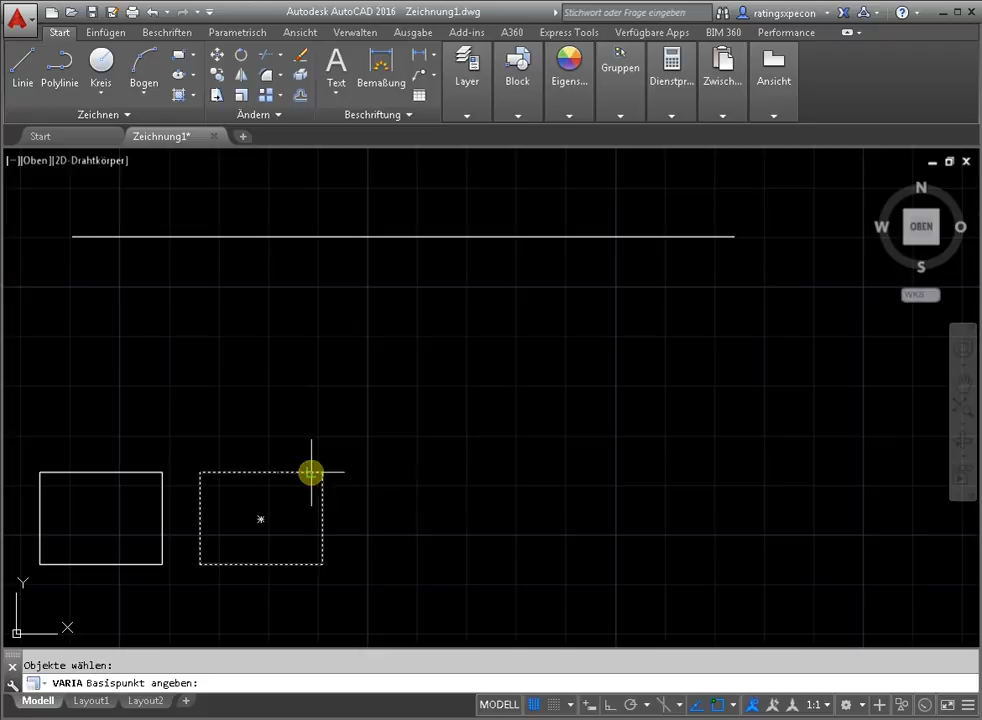 Autodesk AutoCAD 2016 Zeichnung1.dwg
Stichwort oder Frage eingeben
ratingsxpecon
Start Einfügen Beschriften Parametrisch Ansicht Verwalten Ausgabe Add-ins A360 Express Tools Verfügbare Apps BIM 360 Performance
Linie Polylinie Kreis Bogen Text Bemaßung Layer Block Eigens... Gruppen Dienstpr... Zwisch... Ansicht
Zeichnen Ändern Beschriftung
Start Zeichnung1*
[−][Oben][2D-Drahtkörper]
N
W OBEN O
S
WKS
Y
X
Objekte wählen:
VARIA Basispunkt angeben:
Modell Layout1 Layout2
MODELL 1:1